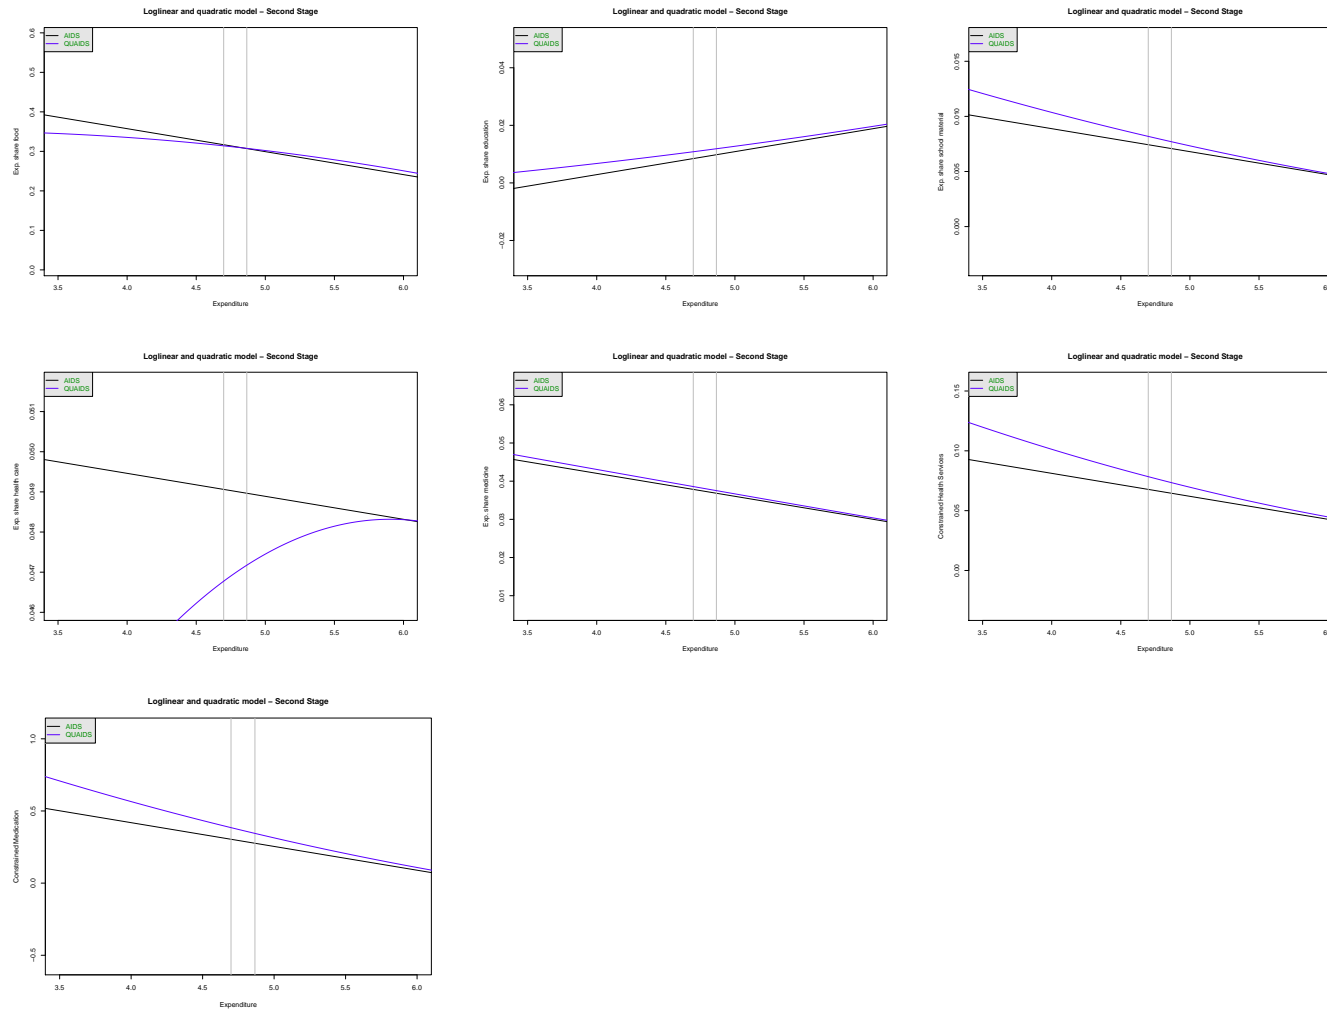 Loglinear and quadratic model – Second Stage
AIDS
QUAIDS
Exp. share food
0.0 0.1 0.2 0.3 0.4 0.5 0.6
3.5 4.0 4.5 5.0 5.5 6.0
Expenditure
Loglinear and quadratic model – Second Stage
AIDS
QUAIDS
Exp. share education
−0.02 0.00 0.02 0.04
3.5 4.0 4.5 5.0 5.5 6.0
Expenditure
Loglinear and quadratic model – Second Stage
AIDS
QUAIDS
Exp. share school material
0.000 0.005 0.010 0.015
3.5 4.0 4.5 5.0 5.5
Expenditure
Loglinear and quadratic model – Second Stage
AIDS
QUAIDS
Exp. share health care
0.046 0.047 0.048 0.049 0.050 0.051
3.5 4.0 4.5 5.0 5.5 6.0
Expenditure
Loglinear and quadratic model – Second Stage
AIDS
QUAIDS
Exp. share medicine
0.01 0.02 0.03 0.04 0.05 0.06
3.5 4.0 4.5 5.0 5.5 6.0
Expenditure
Loglinear and quadratic model – Second Stage
AIDS
QUAIDS
Constrained Health Services
0.00 0.05 0.10 0.15
3.5 4.0 4.5 5.0 5.5
Expenditure
Loglinear and quadratic model – Second Stage
AIDS
QUAIDS
Constrained Medication
−0.5 0.0 0.5 1.0
3.5 4.0 4.5 5.0 5.5 6.0
Expenditure